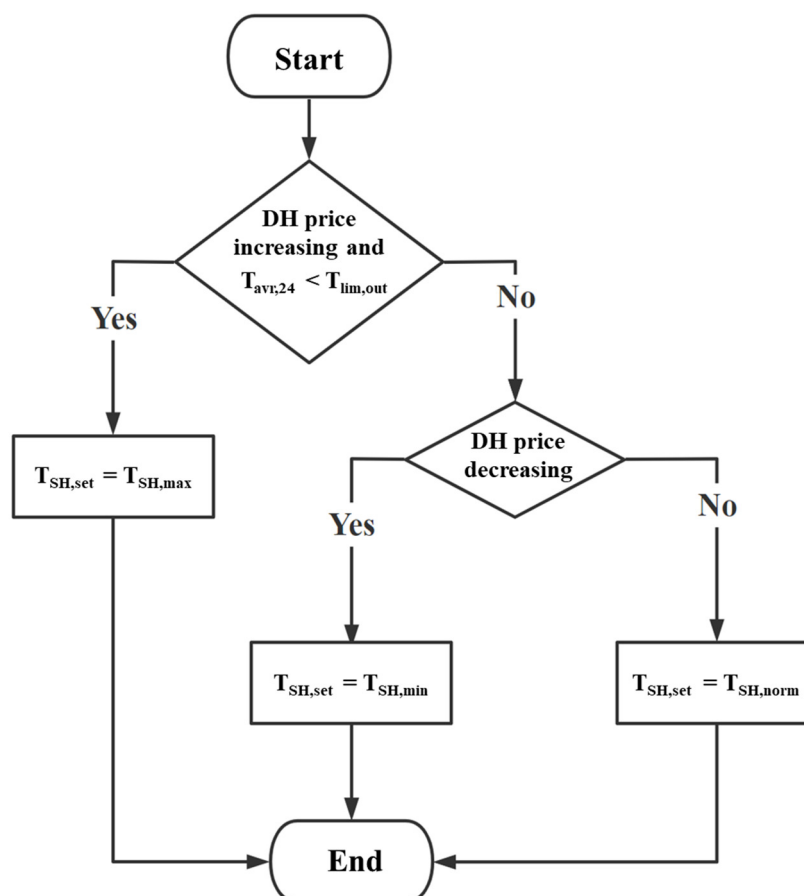 Start
DH price
increasing and
T_avr,24 < T_lim,out
Yes
No
T_SH,set = T_SH,max
DH price
decreasing
Yes
No
T_SH,set = T_SH,min
T_SH,set = T_SH,norm
End